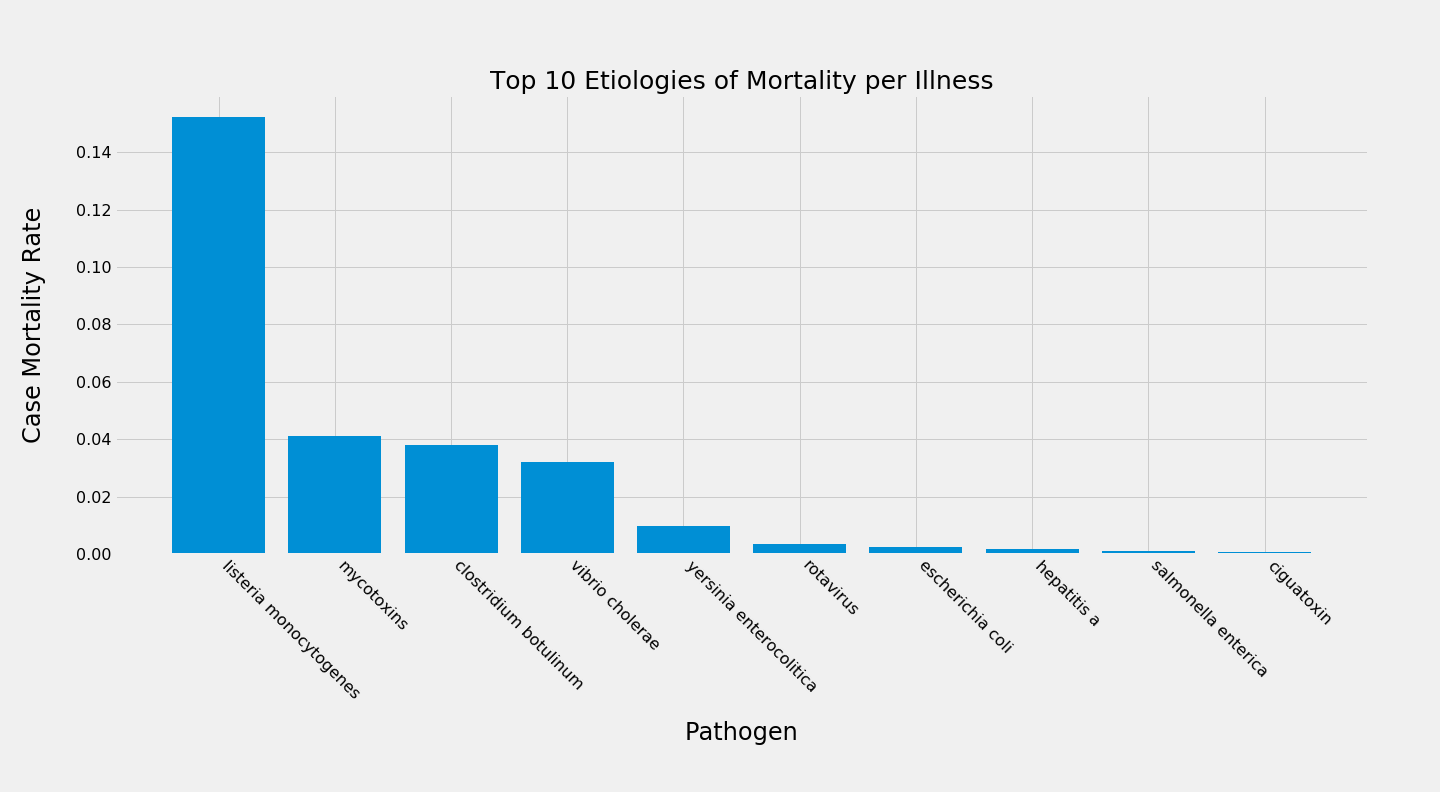 Top 10 Etiologies of Mortality per Illness
Case Mortality Rate
0.14
0.12
0.10
0.08
0.06
0.04
0.02
0.00
listeria monocytogenes
mycotoxins
clostridium botulinum
vibrio cholerae
yersinia enterocolitica
rotavirus
escherichia coli
hepatitis a
salmonella enterica
ciguatoxin
Pathogen